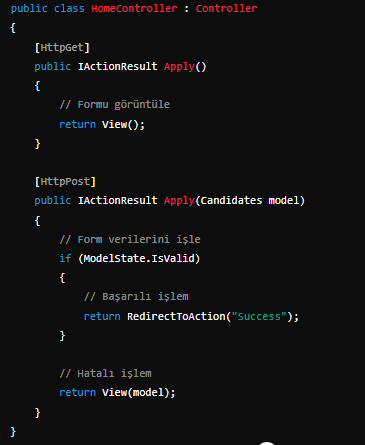 public class HomeController : Controller
{
[HttpGet]
public IActionResult Apply()
{
// Formu görüntüle
return View();
}
[HttpPost]
public IActionResult Apply(Candidates model)
{
// Form verilerini işle
if (ModelState.IsValid)
{
// Başarılı işlem
return RedirectToAction("Success");
}
// Hatalı işlem
return View(model);
}
}